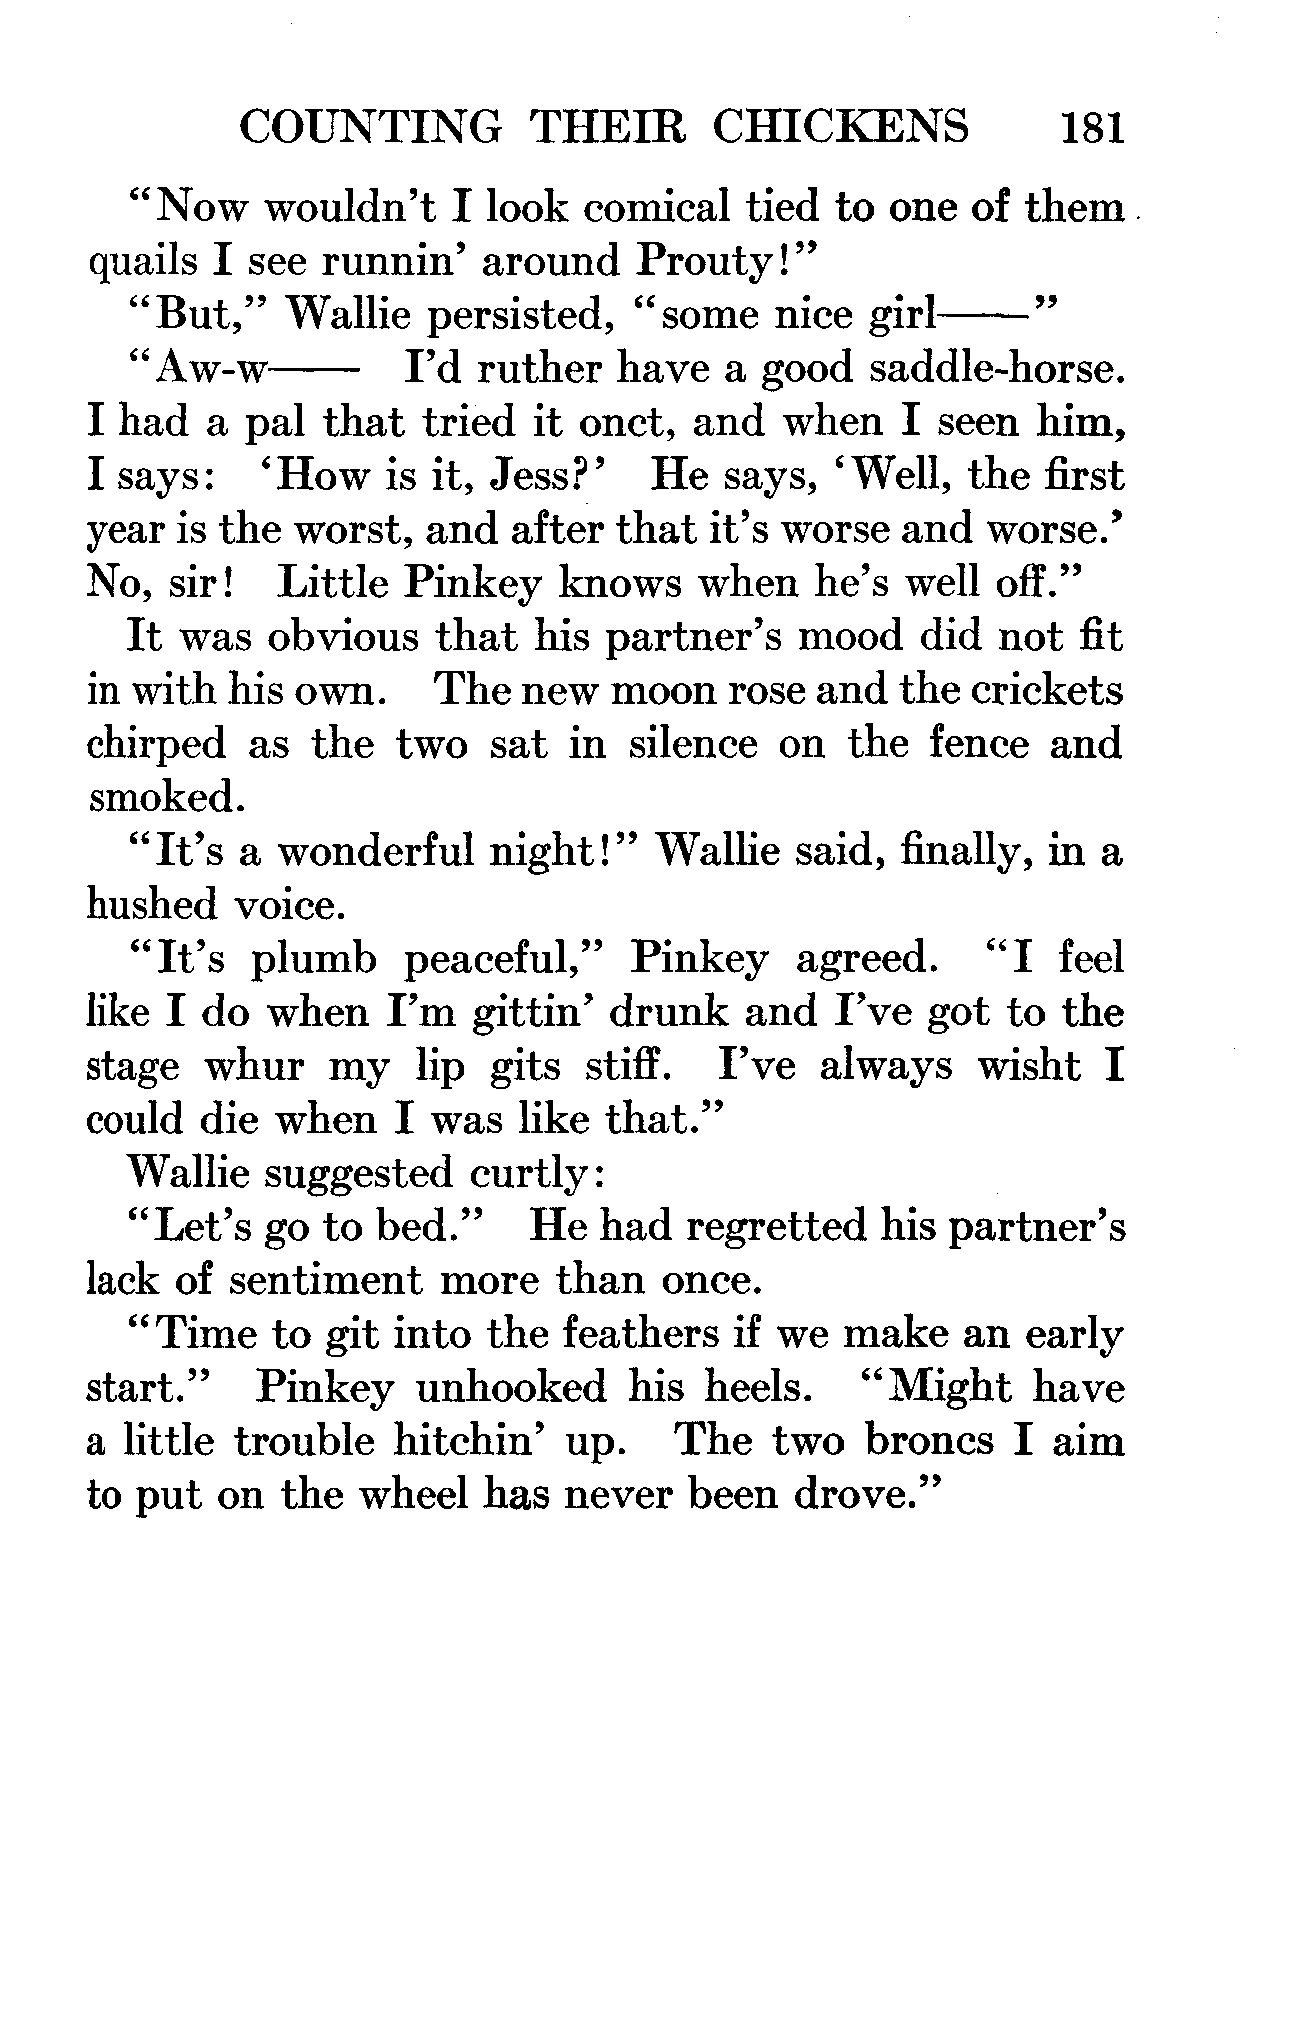 COUNTING THEIR CHICKENS 181
“Now wouldn’t I look comical tied to one of them
quails I see runnin’ around Prouty!”
“But,” Wallie persisted, “some nice girl——”
“Aw-w—— I’d ruther have a good saddle-horse.
I had a pal that tried it onct, and when I seen him,
I says: ‘How is it, Jess?’ He says, ‘Well, the first
year is the worst, and after that it’s worse and worse.’
No, sir! Little Pinkey knows when he’s well off.”
It was obvious that his partner’s mood did not fit
in with his own. The new moon rose and the crickets
chirped as the two sat in silence on the fence and
smoked.
“It’s a wonderful night!” Wallie said, finally, in a
hushed voice.
“It’s plumb peaceful,” Pinkey agreed. “I feel
like I do when I’m gittin’ drunk and I’ve got to the
stage whur my lip gits stiff. I’ve always wisht I
could die when I was like that.”
Wallie suggested curtly:
“Let’s go to bed.” He had regretted his partner’s
lack of sentiment more than once.
“Time to git into the feathers if we make an early
start.” Pinkey unhooked his heels. “Might have
a little trouble hitchin’ up. The two broncs I aim
to put on the wheel has never been drove.”